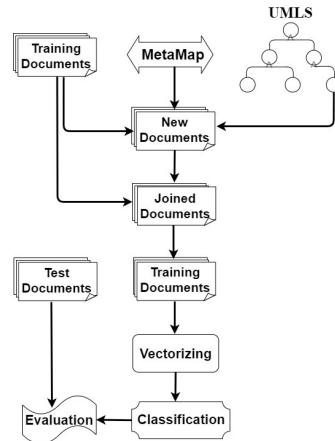 UMLS
Training
Documents
MetaMap
New
Documents
Joined
Documents
Test
Documents
Training
Documents
Vectorizing
Evaluation
Classification